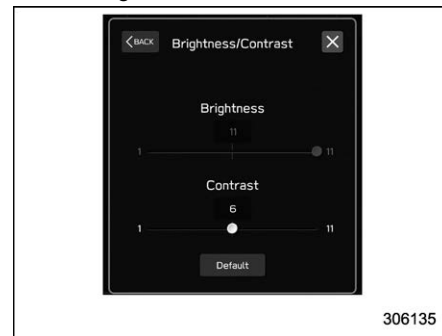 BACK Brightness/Contrast X
Brightness
11
1 11
Contrast
6
1 11
Default
306135